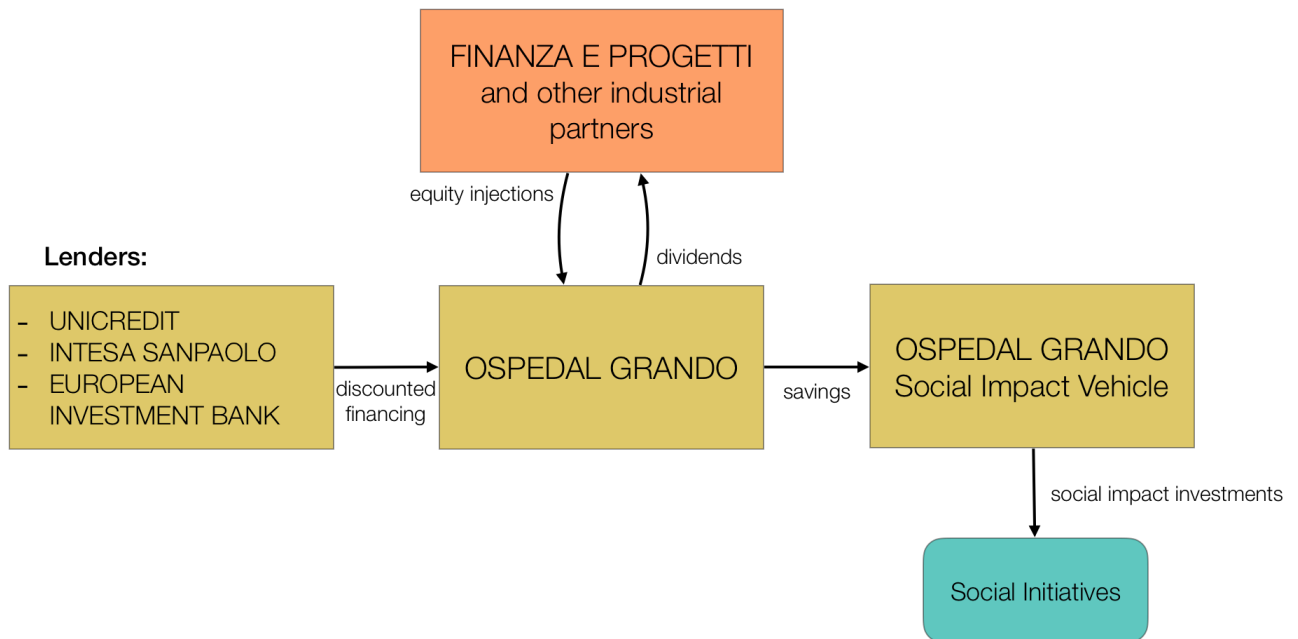 FINANZA E PROGETTI
and other industrial
partners
equity injections
dividends
Lenders:
- UNICREDIT
- INTESA SANPAOLO
- EUROPEAN
INVESTMENT BANK
discounted
financing
OSPEDAL GRANDO
savings
OSPEDAL GRANDO
Social Impact Vehicle
social impact investments
Social Initiatives